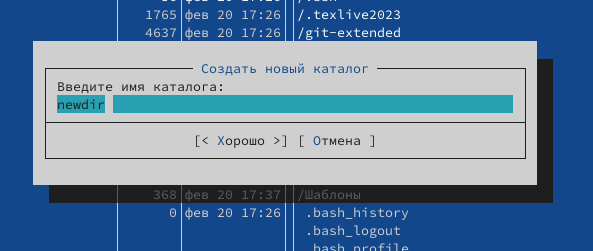 1765 фев 20 17:26 /.texlive2023
4637 фев 20 17:26 /git-extended
Создать новый каталог
Введите имя каталога:
newdir
[< Хорошо >] [ Отмена ]
368 фев 20 17:37 /Шаблоны
0 фев 20 17:26 .bash_history
.bash_logout
.bash_profile